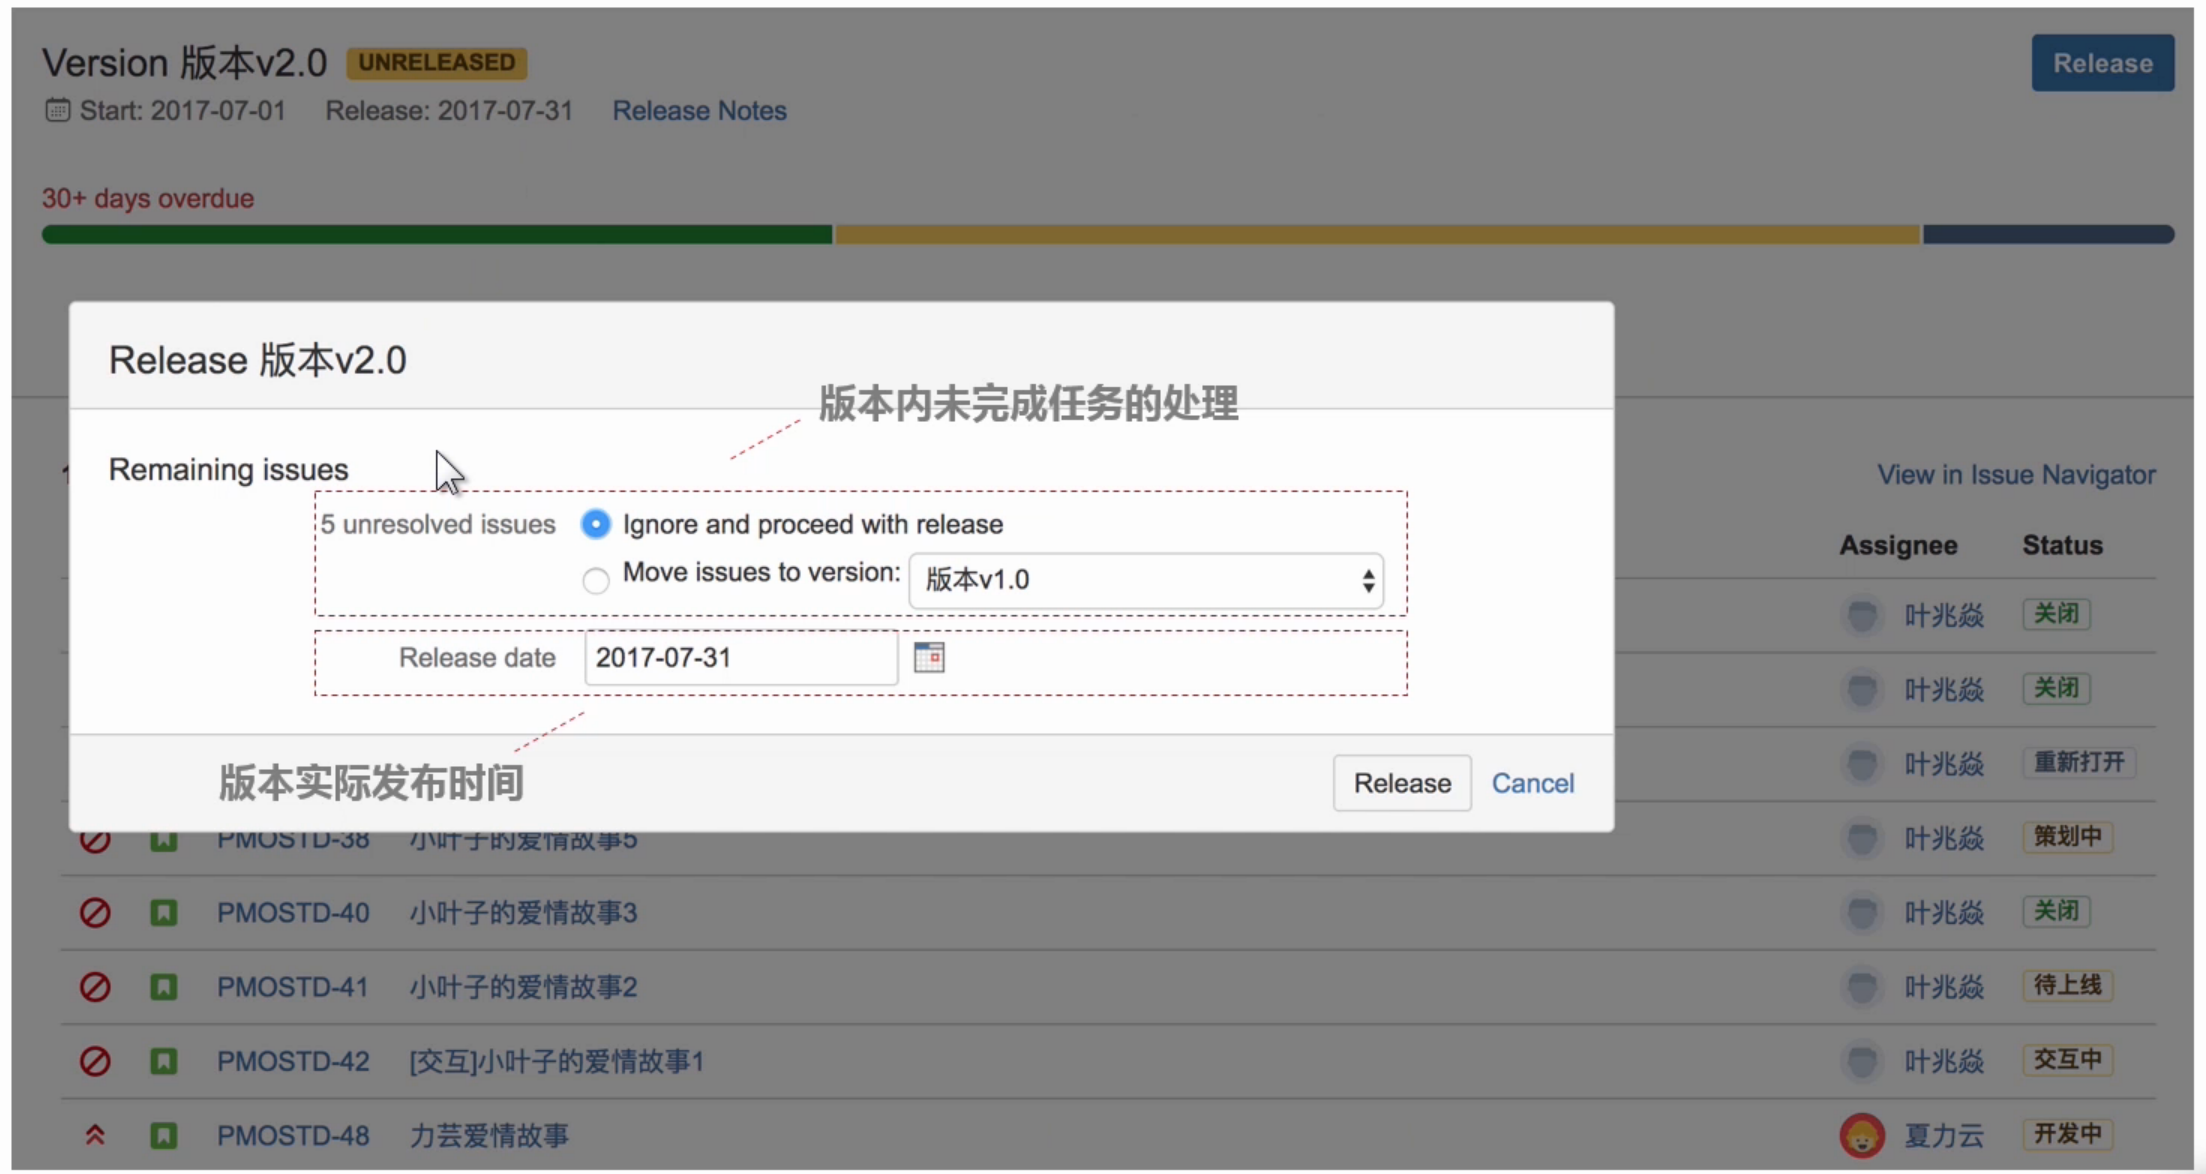 Version 版本v2.0 UNRELEASED
Release
Start: 2017-07-01 Release: 2017-07-31 Release Notes
30+ days overdue
Release 版本v2.0
版本内未完成任务的处理
Remaining issues
View in Issue Navigator
5 unresolved issues Ignore and proceed with release
Assignee Status
Move issues to version: 版本v1.0
叶兆焱 关闭
Release date 2017-07-31
叶兆焱 关闭
版本实际发布时间
Release Cancel
叶兆焱 重新打开
PMOSTD-38 小叶子的爱情故事5 叶兆焱 策划中
PMOSTD-40 小叶子的爱情故事3 叶兆焱 关闭
PMOSTD-41 小叶子的爱情故事2 叶兆焱 待上线
PMOSTD-42 [交互]小叶子的爱情故事1 叶兆焱 交互中
PMOSTD-48 力芸爱情故事 夏力云 开发中